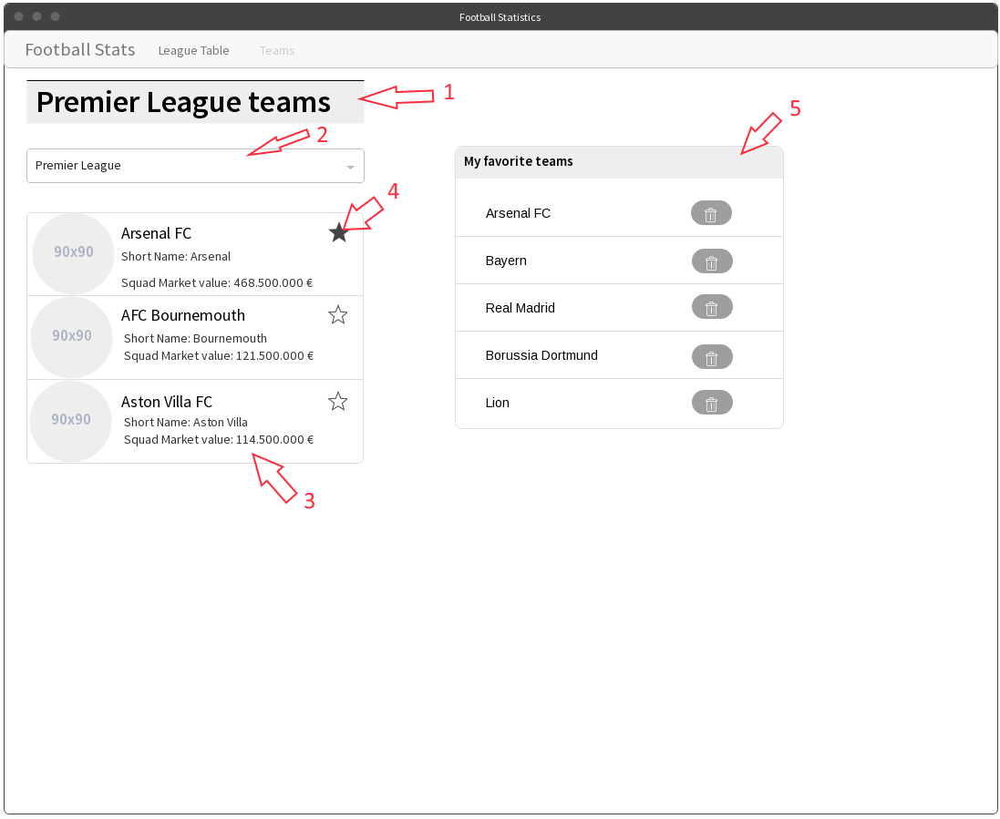 Football Statistics
Football Stats League Table Teams
Premier League teams
1
2
Premier League
4
90x90
Arsenal FC
Short Name: Arsenal
Squad Market value: 468.500.000 €
90x90
AFC Bournemouth
Short Name: Bournemouth
Squad Market value: 121.500.000 €
90x90
Aston Villa FC
Short Name: Aston Villa
Squad Market value: 114.500.000 €
3
5
My favorite teams
Arsenal FC
Bayern
Real Madrid
Borussia Dortmund
Lion